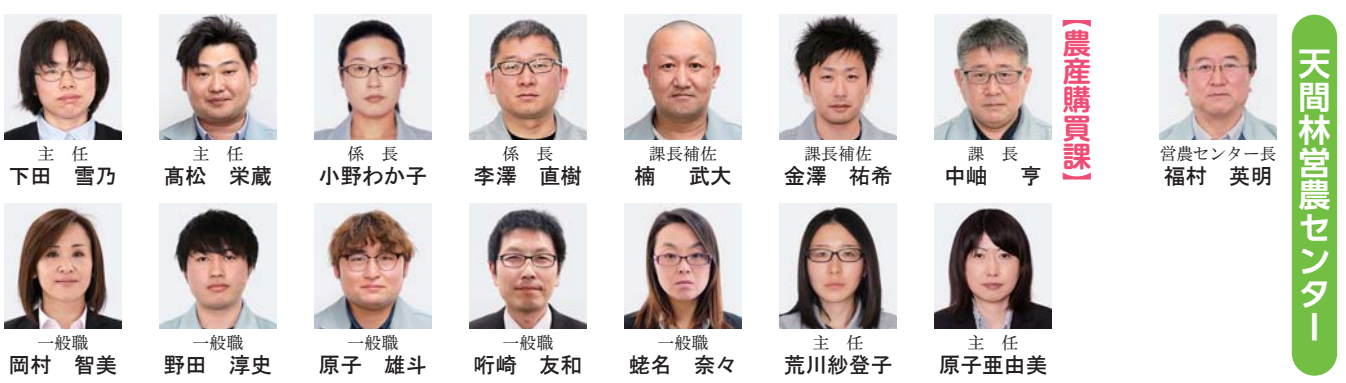 天間林営農センター
営農センター長
福村 英明
【農産購買課】
課 長
中岫 亨
課長補佐
金澤 祐希
課長補佐
楠 武大
係 長
李澤 直樹
係 長
小野わか子
主 任
髙松 栄蔵
主 任
下田 雪乃
主 任
原子亜由美
主 任
荒川紗登子
一般職
蛯名 奈々
一般職
哘崎 友和
一般職
原子 雄斗
一般職
野田 淳史
一般職
岡村 智美